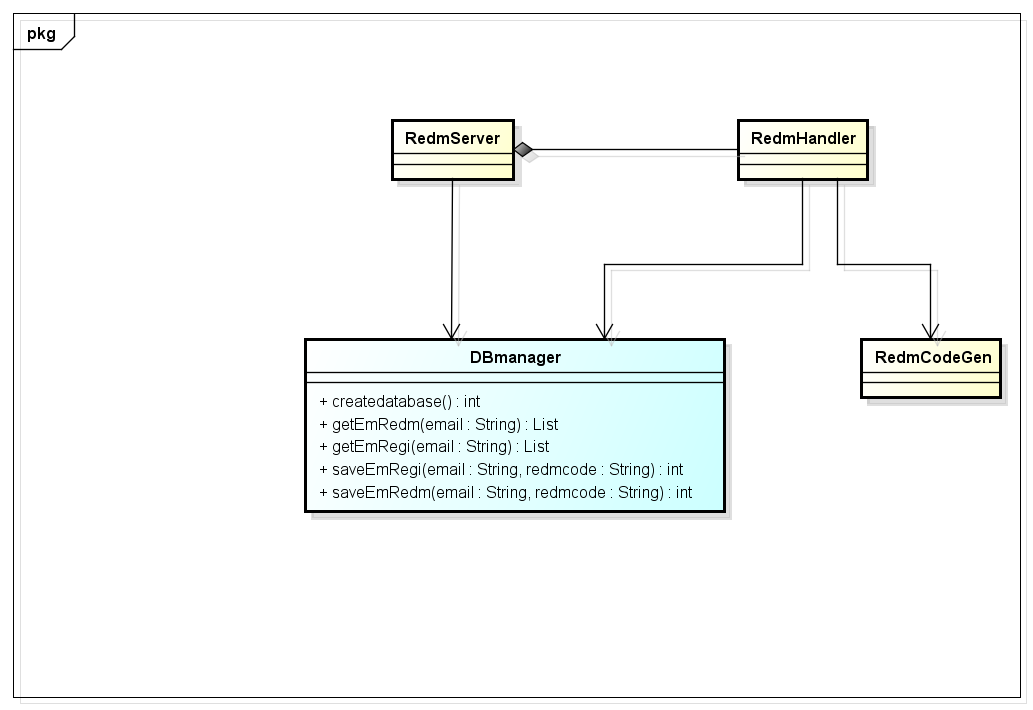 pkg
RedmServer
RedmHandler
DBmanager
+ createdatabase() : int
+ getEmRedm(email : String) : List
+ getEmRegi(email : String) : List
+ saveEmRegi(email : String, redmcode : String) : int
+ saveEmRedm(email : String, redmcode : String) : int
RedmCodeGen